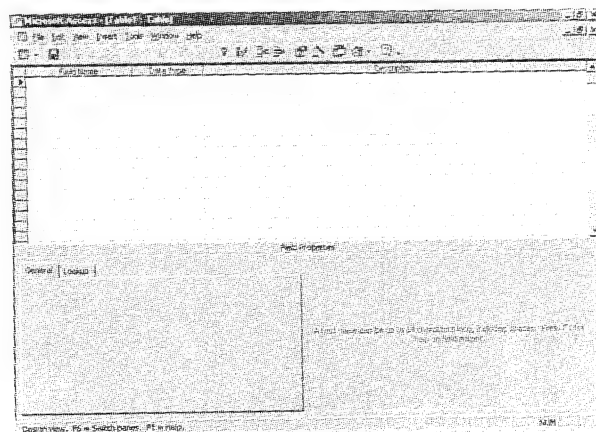 Microsoft Access - [Table1 : Table]
File Edit View Insert Tools Window Help
Field Name Data Type Description
Field Properties
General Lookup
A field name can be up to 64 characters long, including spaces. Press F1 for
help on field names.
Design view. F6 = Switch panes. F1 = Help. NUM